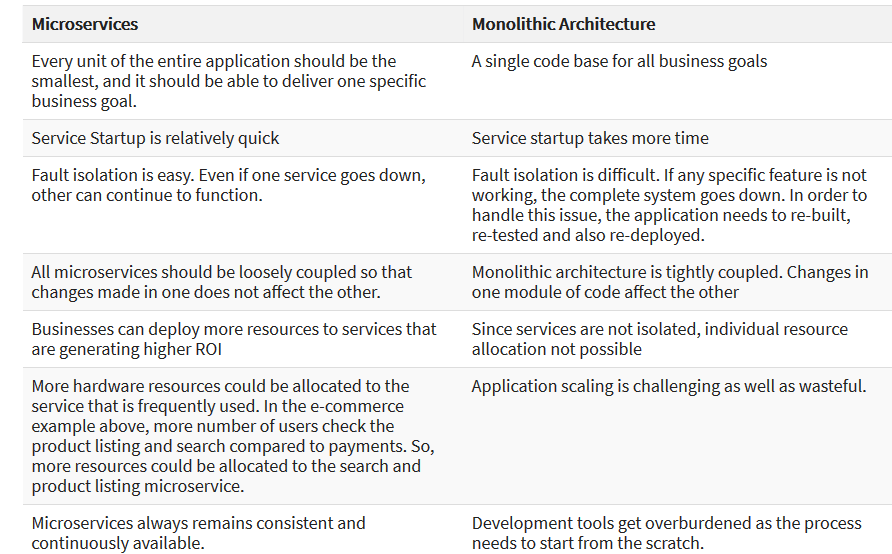 Microservices
Monolithic Architecture
Every unit of the entire application should be the
smallest, and it should be able to deliver one specific
business goal.
A single code base for all business goals
Service Startup is relatively quick
Service startup takes more time
Fault isolation is easy. Even if one service goes down,
other can continue to function.
Fault isolation is difficult. If any specific feature is not
working, the complete system goes down. In order to
handle this issue, the application needs to re-built,
re-tested and also re-deployed.
All microservices should be loosely coupled so that
changes made in one does not affect the other.
Monolithic architecture is tightly coupled. Changes in
one module of code affect the other
Businesses can deploy more resources to services that
are generating higher ROI
Since services are not isolated, individual resource
allocation not possible
More hardware resources could be allocated to the
service that is frequently used. In the e-commerce
example above, more number of users check the
product listing and search compared to payments. So,
more resources could be allocated to the search and
product listing microservice.
Application scaling is challenging as well as wasteful.
Microservices always remains consistent and
continuously available.
Development tools get overburdened as the process
needs to start from the scratch.